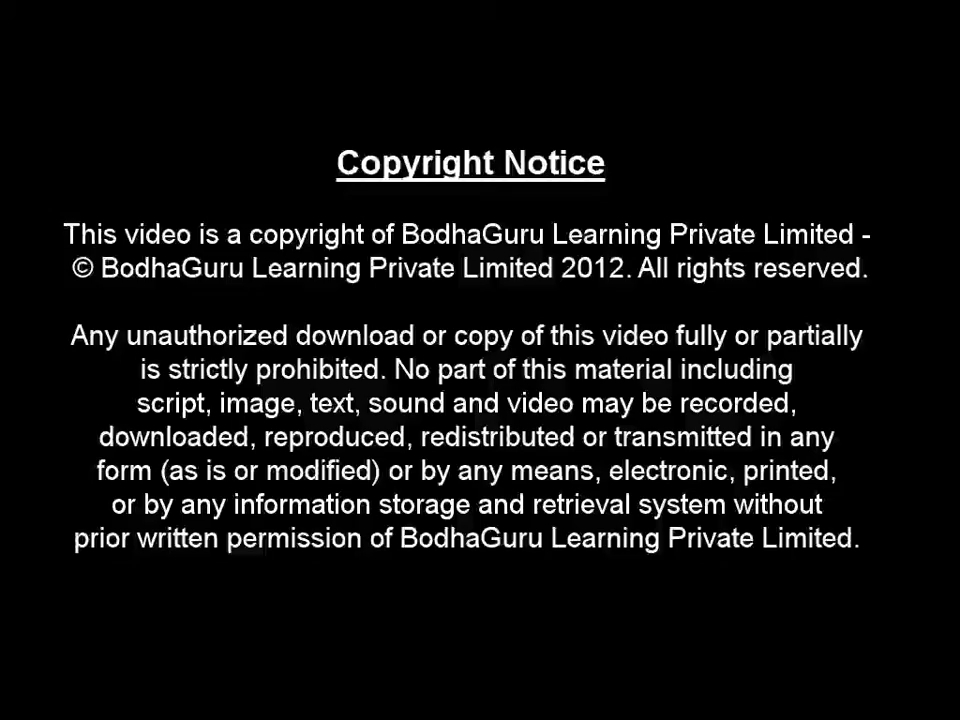 Copyright Notice
This video is a copyright of BodhaGuru Learning Private Limited -
© BodhaGuru Learning Private Limited 2012. All rights reserved.
Any unauthorized download or copy of this video fully or partially
is strictly prohibited. No part of this material including
script, image, text, sound and video may be recorded,
downloaded, reproduced, redistributed or transmitted in any
form (as is or modified) or by any means, electronic, printed,
or by any information storage and retrieval system without
prior written permission of BodhaGuru Learning Private Limited.